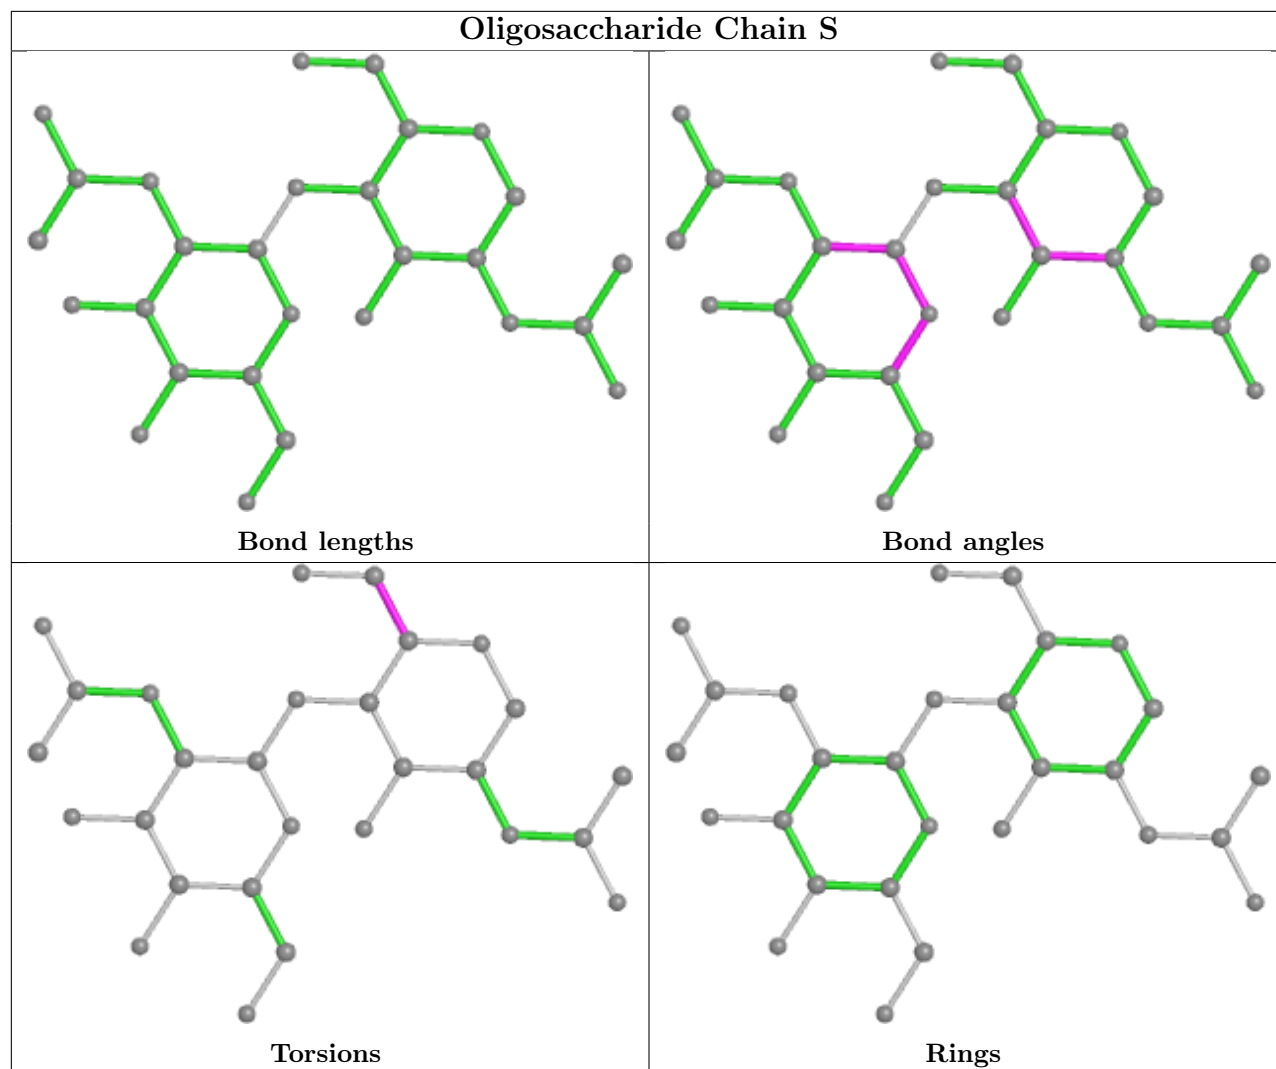 Oligosaccharide Chain S
Bond lengths
Bond angles
Torsions
Rings